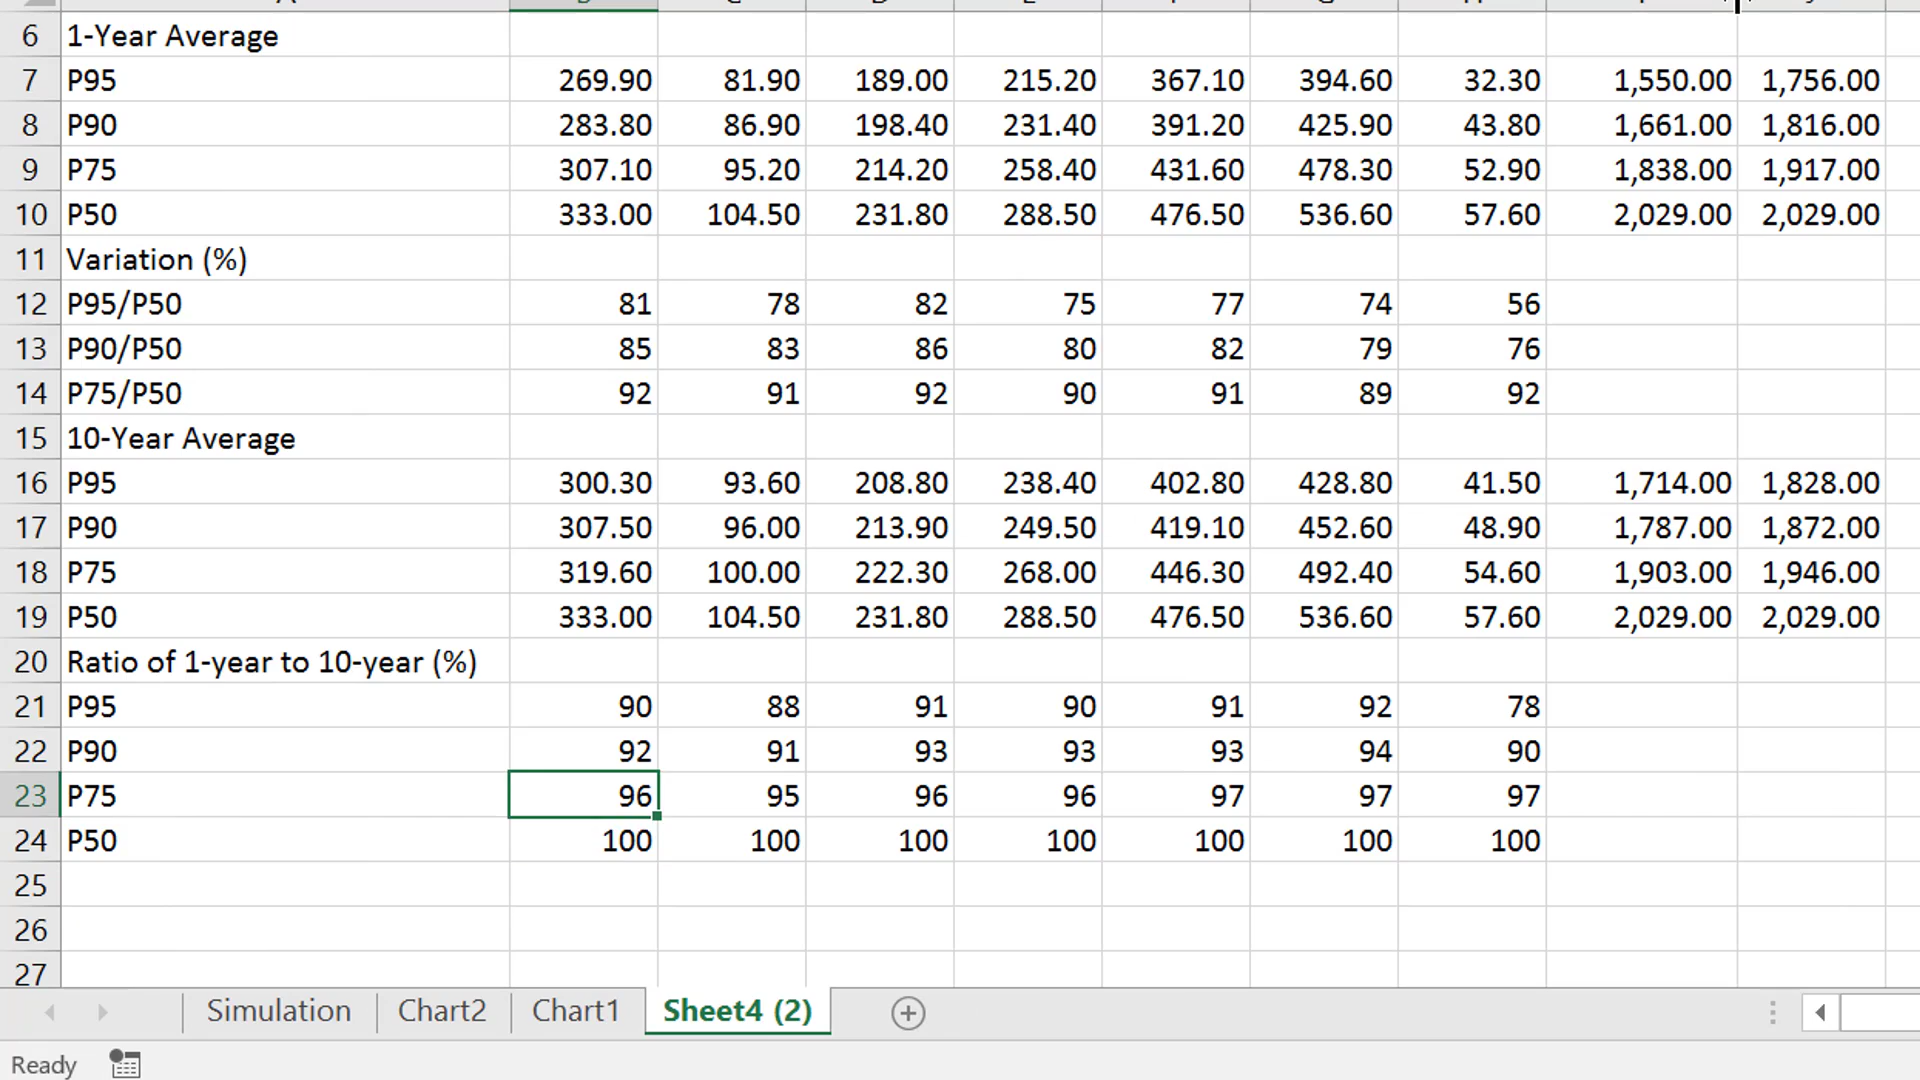 6 1-Year Average
7 P95 269.90 81.90 189.00 215.20 367.10 394.60 32.30 1,550.00 1,756.00
8 P90 283.80 86.90 198.40 231.40 391.20 425.90 43.80 1,661.00 1,816.00
9 P75 307.10 95.20 214.20 258.40 431.60 478.30 52.90 1,838.00 1,917.00
10 P50 333.00 104.50 231.80 288.50 476.50 536.60 57.60 2,029.00 2,029.00
11 Variation (%)
12 P95/P50 81 78 82 75 77 74 56
13 P90/P50 85 83 86 80 82 79 76
14 P75/P50 92 91 92 90 91 89 92
15 10-Year Average
16 P95 300.30 93.60 208.80 238.40 402.80 428.80 41.50 1,714.00 1,828.00
17 P90 307.50 96.00 213.90 249.50 419.10 452.60 48.90 1,787.00 1,872.00
18 P75 319.60 100.00 222.30 268.00 446.30 492.40 54.60 1,903.00 1,946.00
19 P50 333.00 104.50 231.80 288.50 476.50 536.60 57.60 2,029.00 2,029.00
20 Ratio of 1-year to 10-year (%)
21 P95 90 88 91 90 91 92 78
22 P90 92 91 93 93 93 94 90
23 P75 96 95 96 96 97 97 97
24 P50 100 100 100 100 100 100 100
25
26
27
Simulation Chart2 Chart1 Sheet4 (2)
Ready